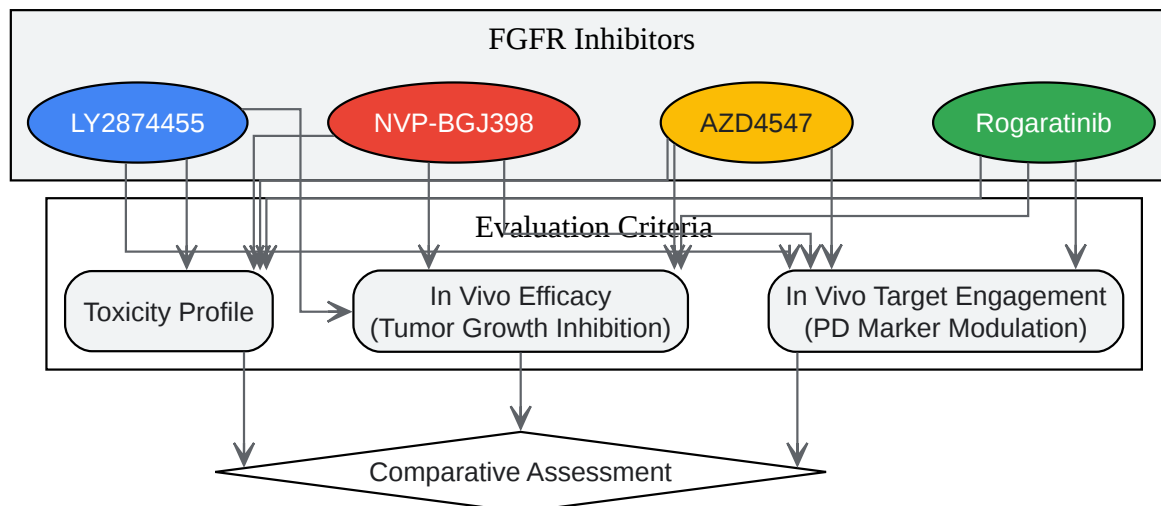 FGFR Inhibitors
LY2874455
NVP-BGJ398
AZD4547
Rogaratinib
Evaluation Criteria
Toxicity Profile
In Vivo Efficacy
(Tumor Growth Inhibition)
In Vivo Target Engagement
(PD Marker Modulation)
Comparative Assessment